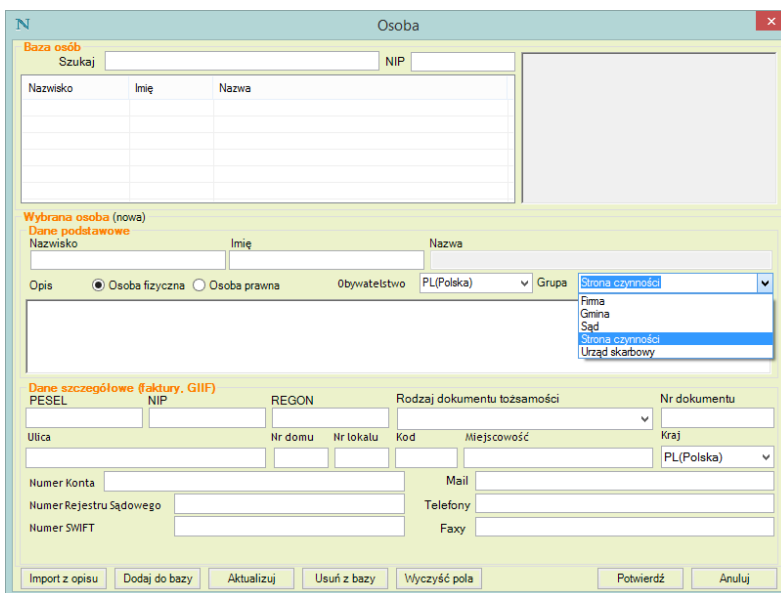 N Osoba x
Baza osób
Szukaj NIP
Nazwisko Imię Nazwa
Wybrana osoba (nowa)
Dane podstawowe
Nazwisko Imię Nazwa
Opis Osoba fizyczna Osoba prawna Obywatelstwo PL(Polska) Grupa Strona czynności
Firma
Gmina
Sąd
Strona czynności
Urząd skarbowy
Dane szczegółowe (faktury, GIIF)
PESEL NIP REGON Rodzaj dokumentu tożsamości Nr dokumentu
Ulica Nr domu Nr lokalu Kod Miejscowość Kraj
PL(Polska)
Numer Konta Mail
Numer Rejestru Sądowego Telefony
Numer SWIFT Faxy
Import z opisu Dodaj do bazy Aktualizuj Usuń z bazy Wyczyść pola Potwierdź Anuluj